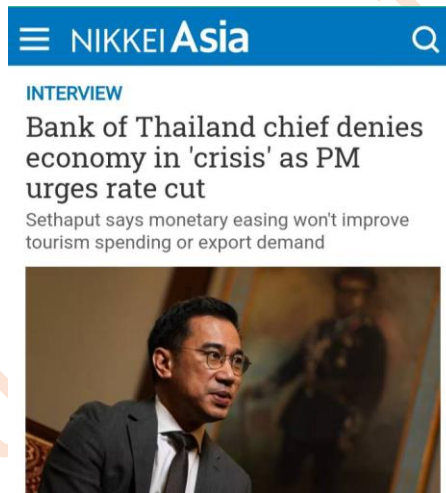 NIKKEI Asia
INTERVIEW
Bank of Thailand chief denies
economy in 'crisis' as PM
urges rate cut
Sethaput says monetary easing won't improve
tourism spending or export demand